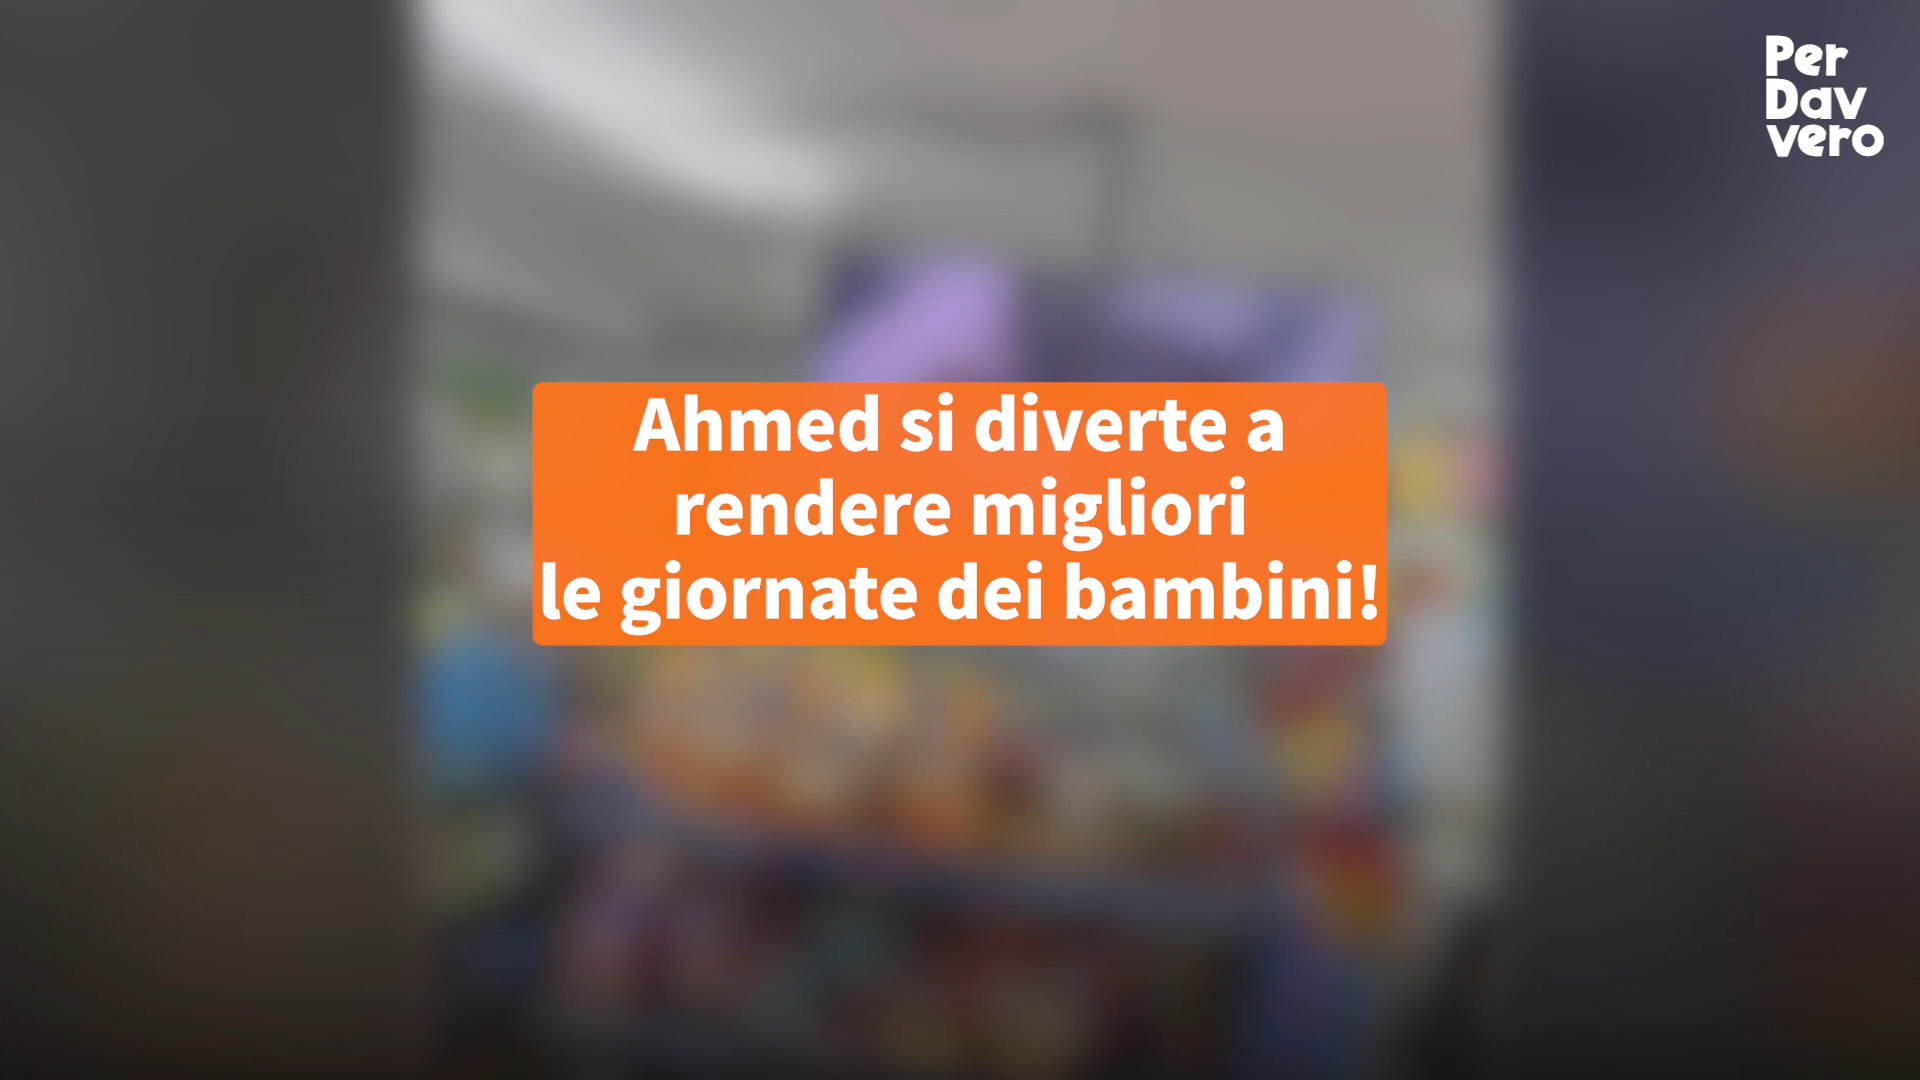 Per
Dav
vero
Ahmed si diverte a
rendere migliori
le giornate dei bambini!